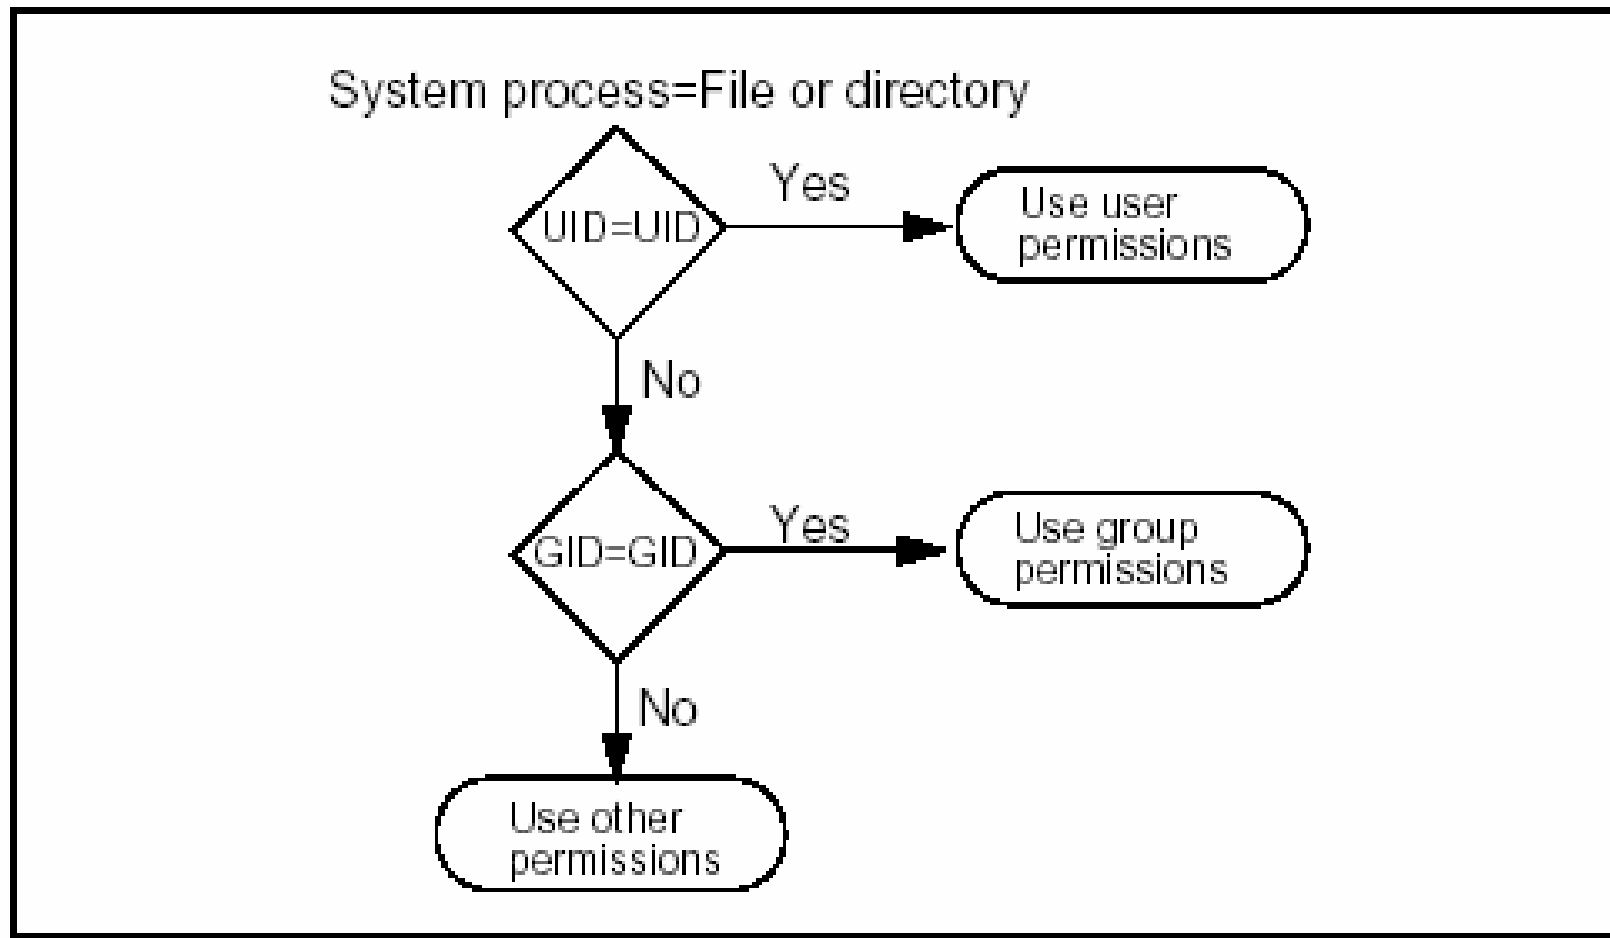 System process=File or directory
UID=UID
Yes
Use user
permissions
No
GID=GID
Yes
Use group
permissions
No
Use other
permissions